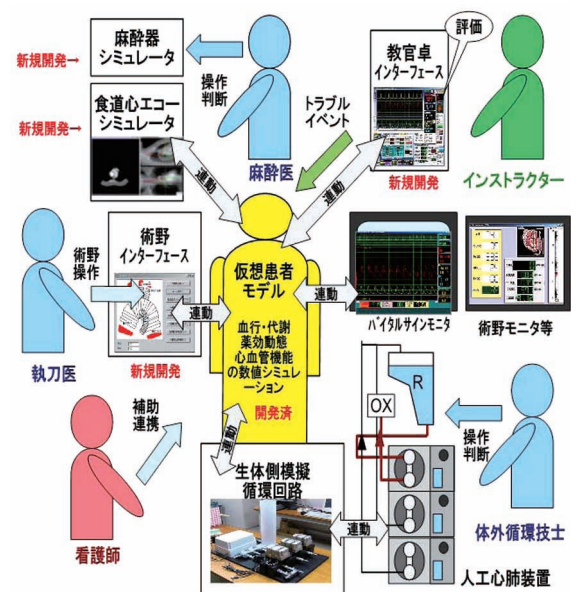 麻酔器
シミュレータ
新規開発→
操作
判断
食道心エコー
シミュレータ
新規開発→
麻酔医
連動
評価
教官卓
インターフェース
トラブル
イベント
連動
新規開発
インストラクター
術野
操作
術野
インターフェース
連動
新規開発
執刀医
仮想患者
モデル
血行・代謝
薬効動態
心血管機能
の数値シミュ
レーション
開発済
連動
バイタルサインモニタ
術野モニタ等
補助
連携
看護師
連動
生体側模擬
循環回路
連動
R
OX
操作
判断
体外循環技士
人工心肺装置